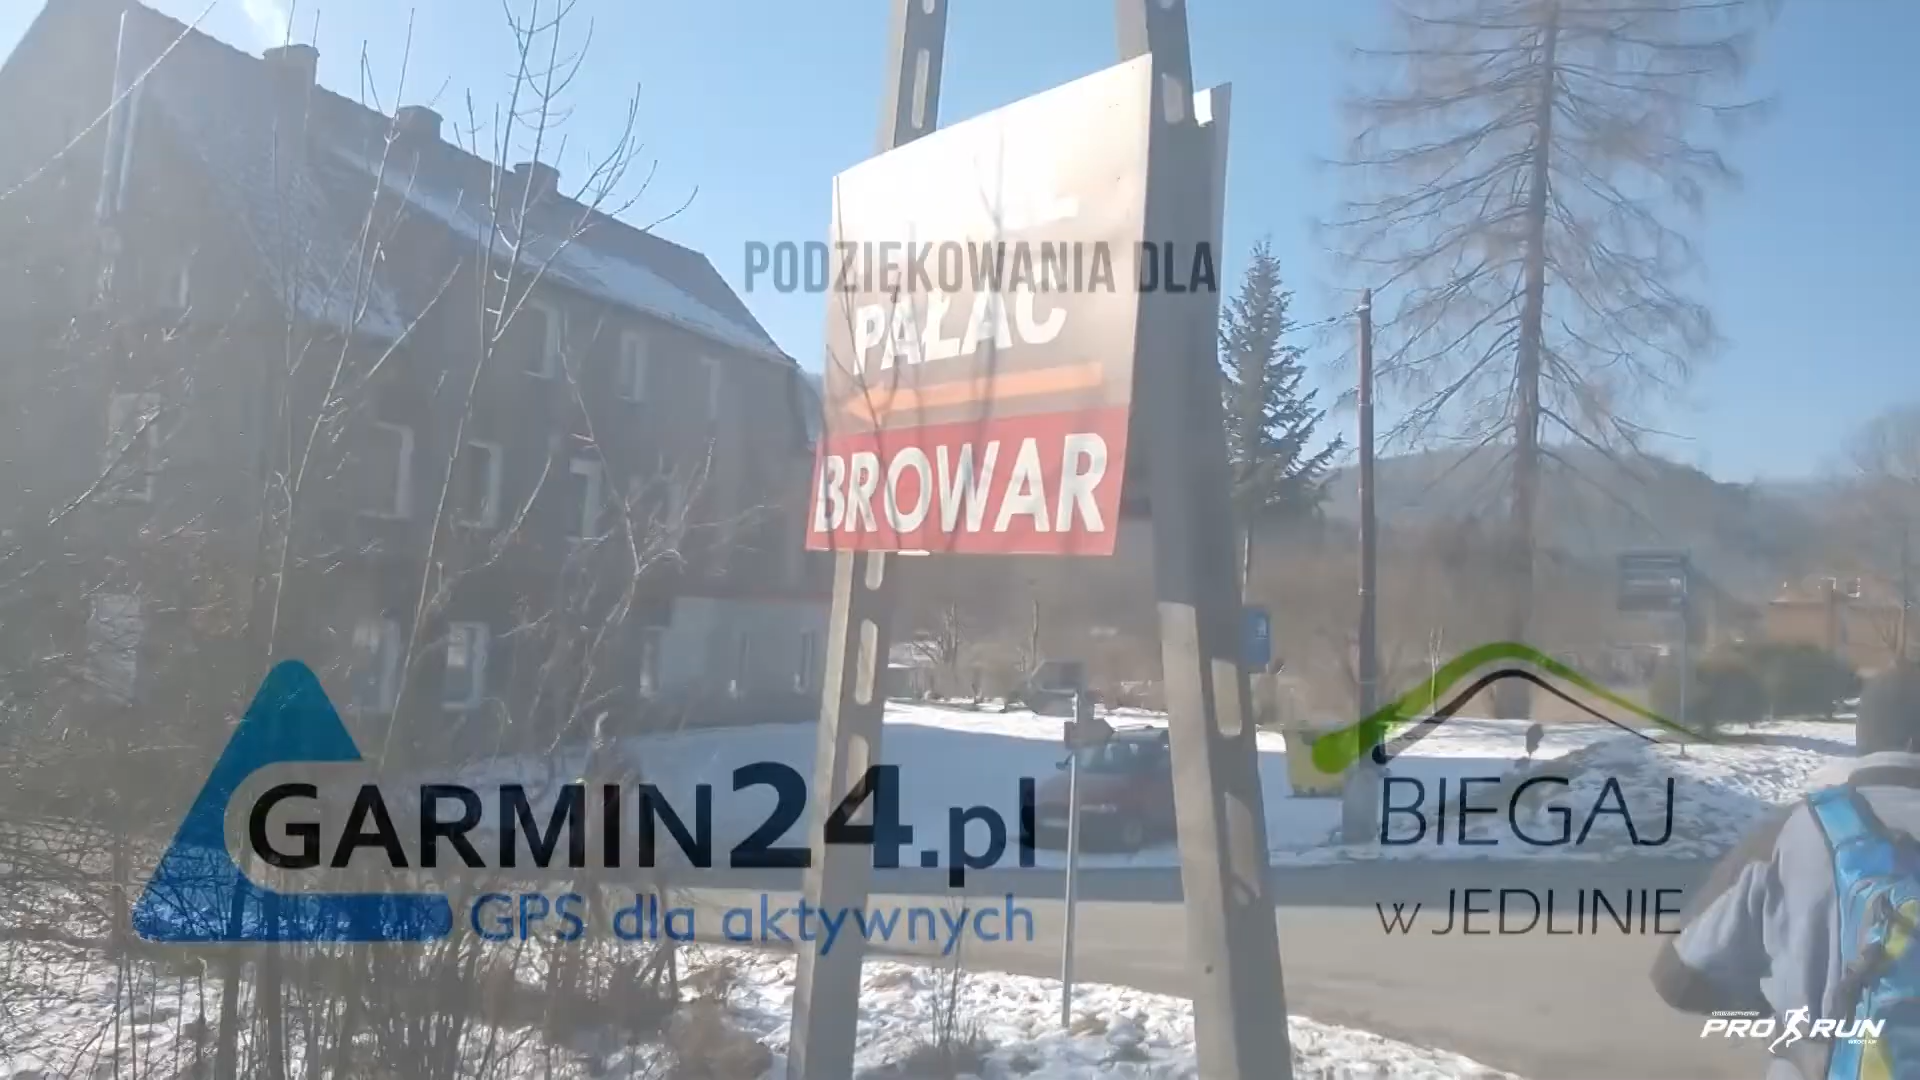 PODZIĘKOWANIA DLA
PAŁAC
BROWAR
GARMIN24.pl
GPS dla aktywnych
BIEGAJ
w JEDLINIE
PRO RUN